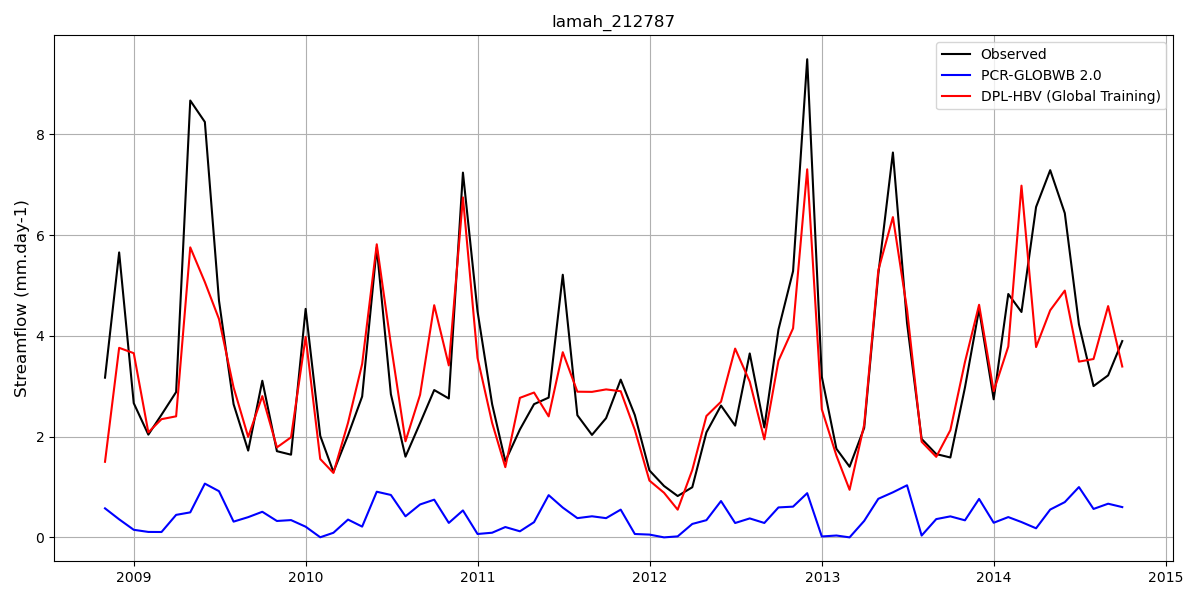 lamah_212787
Observed
PCR-GLOBWB 2.0
DPL-HBV (Global Training)
Streamflow (mm.day-1)
8
6
4
2
0
2009 2010 2011 2012 2013 2014 2015